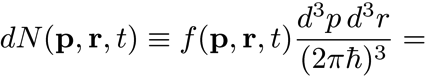 dN(p, r, t) ≡ f(p, r, t) d³p d³r / (2πħ)³ =